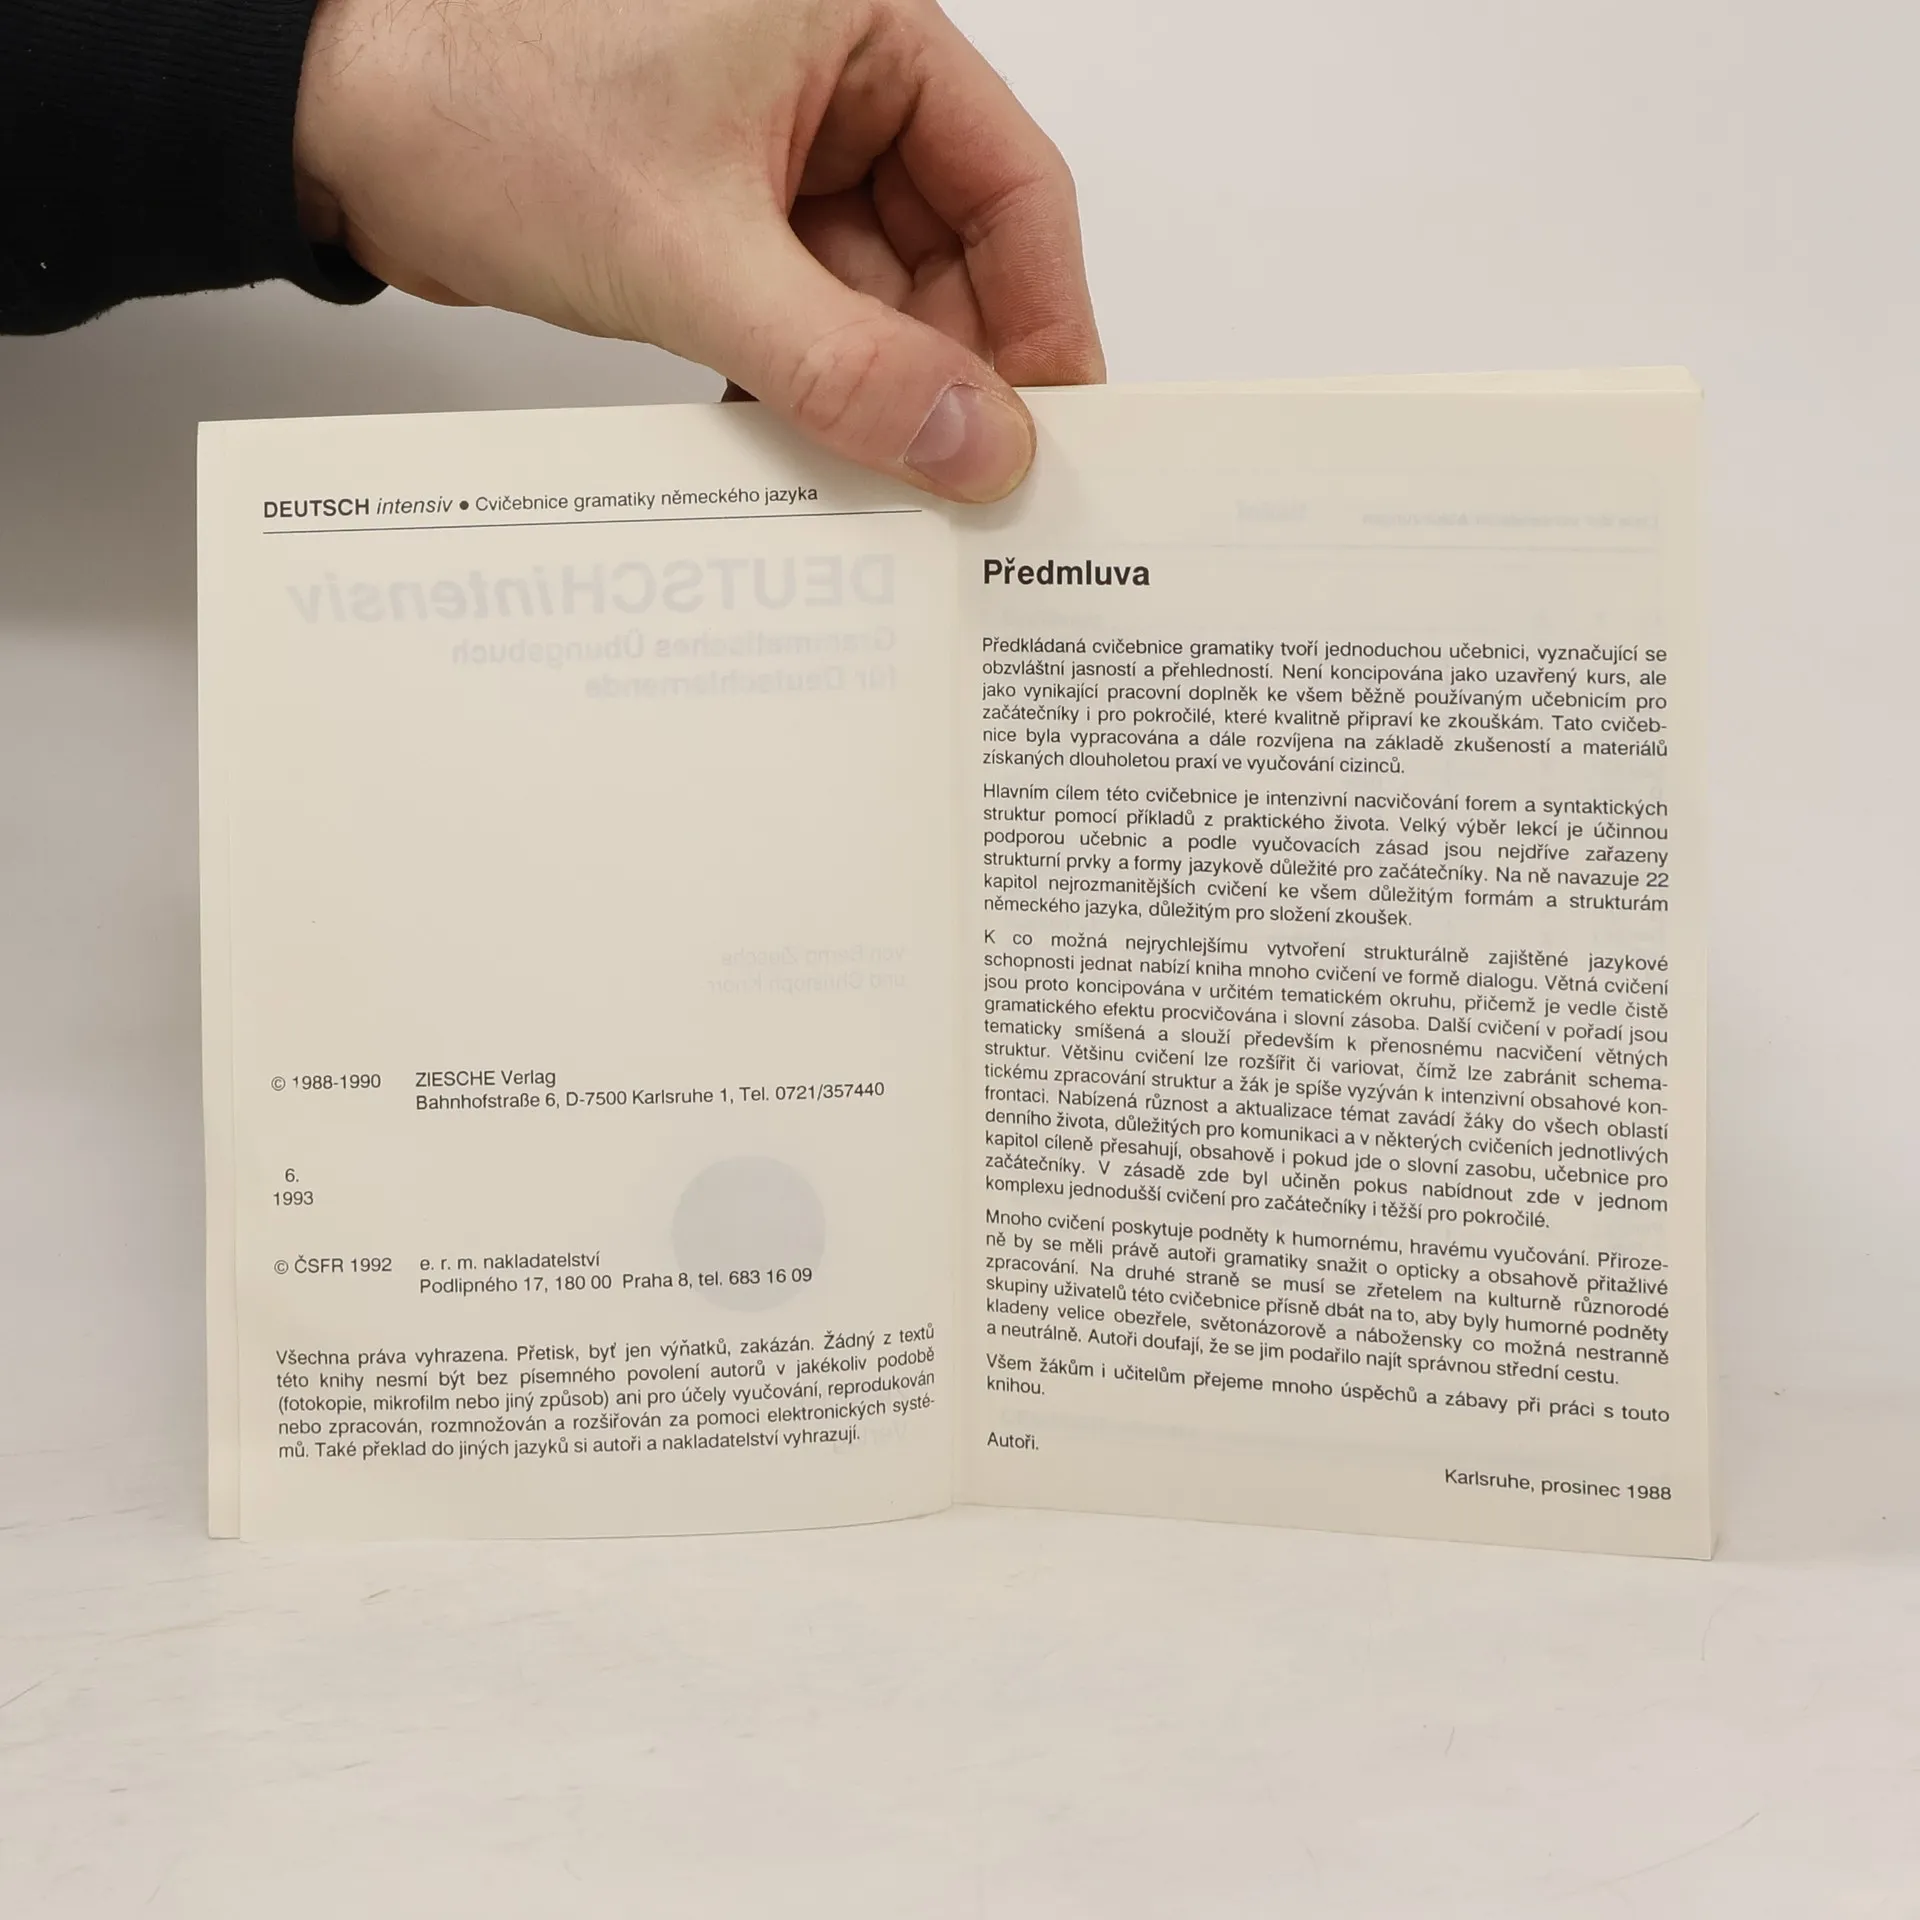 DEUTSCH intensiv ● Cvičebnice gramatiky německého jazyka
DEUTSCHintensiv
Grammatisches Übungsbuch
für Deutschlernende
von Bernd Ziesche
und Christoph Knorr
© 1988-1990 ZIESCHE Verlag
Bahnhofstraße 6, D-7500 Karlsruhe 1, Tel. 0721/357440
6.
1993
© ČSFR 1992 e. r. m. nakladatelství
Podlipného 17, 180 00 Praha 8, tel. 683 16 09
Všechna práva vyhrazena. Přetisk, byť jen výňatků, zakázán. Žádný z textů
této knihy nesmí být bez písemného povolení autorů v jakékoliv podobě
(fotokopie, mikrofilm nebo jiný způsob) ani pro účely vyučování, reprodukován
nebo zpracován, rozmnožován a rozšiřován za pomoci elektronických systé-
mů. Také překlad do jiných jazyků si autoři a nakladatelství vyhrazují.
Předmluva
Předkládaná cvičebnice gramatiky tvoří jednoduchou učebnici, vyznačující se
obzvláštní jasností a přehledností. Není koncipována jako uzavřený kurs, ale
jako vynikající pracovní doplněk ke všem běžně používaným učebnicím pro
začátečníky i pro pokročilé, které kvalitně připraví ke zkouškám. Tato cvičeb-
nice byla vypracována a dále rozvíjena na základě zkušeností a materiálů
získaných dlouholetou praxí ve vyučování cizinců.
Hlavním cílem této cvičebnice je intenzivní nacvičování forem a syntaktických
struktur pomocí příkladů z praktického života. Velký výběr lekcí je účinnou
podporou učebnic a podle vyučovacích zásad jsou nejdříve zařazeny
strukturní prvky a formy jazykově důležité pro začátečníky. Na ně navazuje 22
kapitol nejrozmanitějších cvičení ke všem důležitým formám a strukturám
německého jazyka, důležitým pro složení zkoušek.
K co možná nejrychlejšímu vytvoření strukturálně zajištěné jazykové
schopnosti jednat nabízí kniha mnoho cvičení ve formě dialogu. Větná cvičení
jsou proto koncipována v určitém tematickém okruhu, přičemž je vedle čistě
gramatického efektu procvičována i slovní zásoba. Další cvičení v pořadí jsou
tematicky smíšená a slouží především k přenosnému nacvičení větných
struktur. Většinu cvičení lze rozšířit či variovat, čímž lze zabránit schema-
tickému zpracování struktur a žák je spíše vyzýván k intenzivní obsahové kon-
frontaci. Nabízená různost a aktualizace témat zavádí žáky do všech oblastí
denního života, důležitých pro komunikaci a v některých cvičeních jednotlivých
kapitol cíleně přesahují, obsahově i pokud jde o slovní zasobu, učebnice pro
začátečníky. V zásadě zde byl učiněn pokus nabídnout zde v jednom
komplexu jednodušší cvičení pro začátečníky i těžší pro pokročilé.
Mnoho cvičení poskytuje podněty k humornému, hravému vyučování. Přiroze-
ně by se měli právě autoři gramatiky snažit o opticky a obsahově přitažlivé
zpracování. Na druhé straně se musí se zřetelem na kulturně různorodé
skupiny uživatelů této cvičebnice přísně dbát na to, aby byly humorné podněty
kladeny velice obezřele, světonázorově a nábožensky co možná nestranně
a neutrálně. Autoři doufají, že se jim podařilo najít správnou střední cestu.
Všem žákům i učitelům přejeme mnoho úspěchů a zábavy při práci s touto
knihou.
Autoři.
Karlsruhe, prosinec 1988